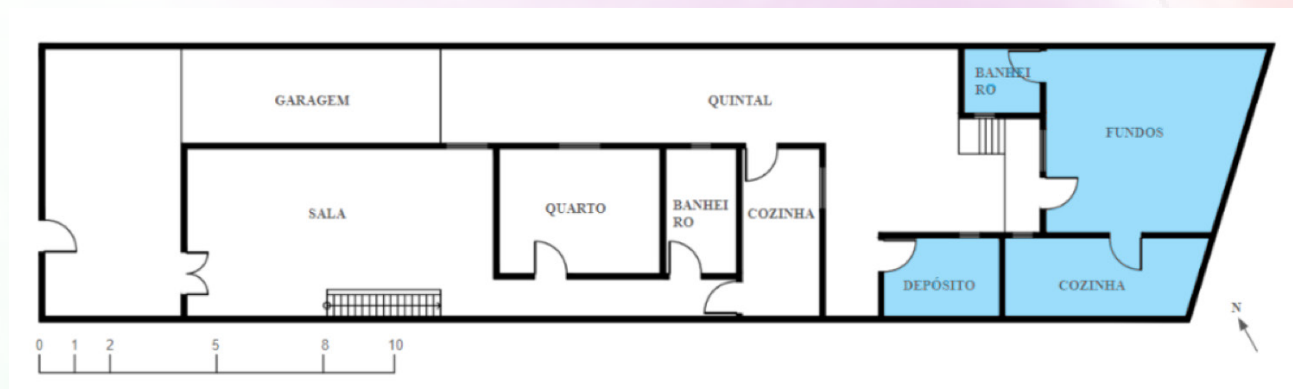 GARAGEM
QUINTAL
BANHEI
RO
FUNDOS
SALA
QUARTO
BANHEI
RO
COZINHA
DEPÓSITO
COZINHA
N
0 1 2 5 8 10